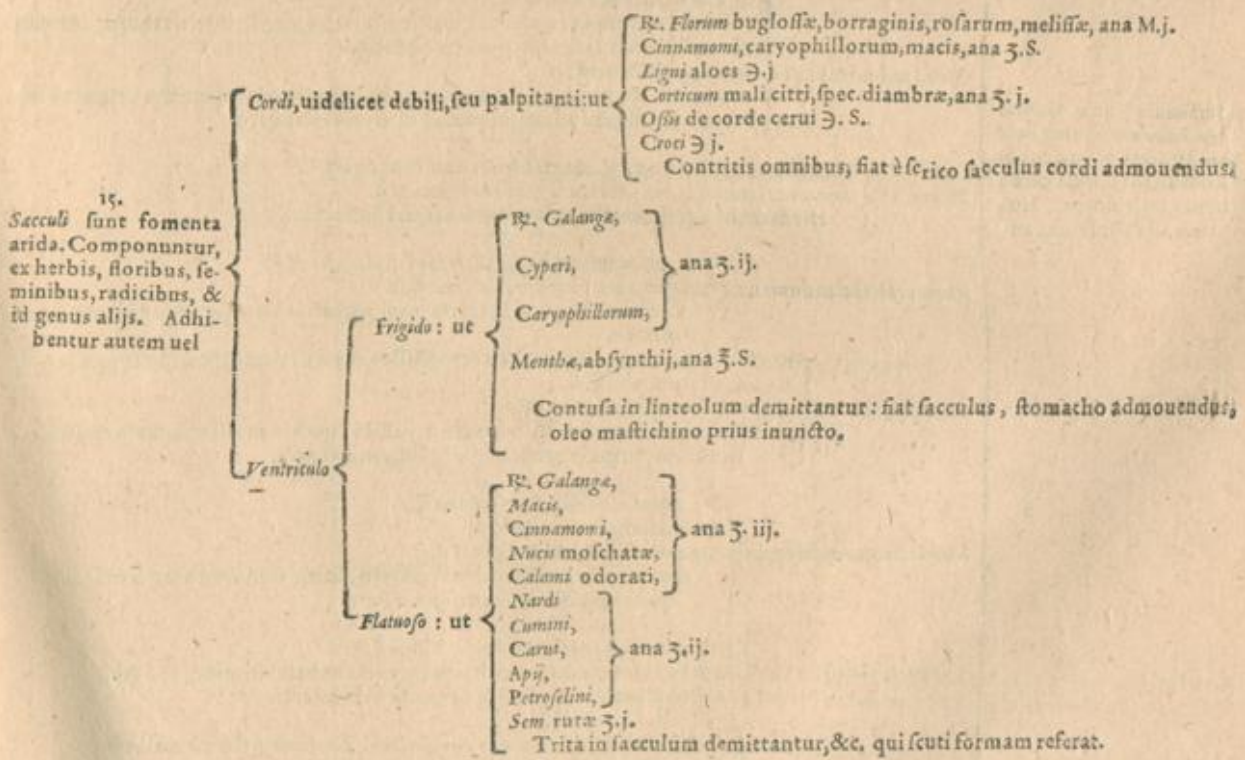 15.
Sacculi sunt fomenta
arida. Componuntur,
ex herbis, floribus, se-
minibus, radicibus, &
id genus alijs. Adhi-
bentur autem uel
Cordi, uidelicet debili, seu palpitanti: ut
℞. Florum buglossæ, borraginis, rosarum, melissæ, ana M.j.
Cinnamomi, caryophillorum, macis, ana ʒ.S.
Ligni aloes ℈.j
Corticum mali citri, spec. diambræ, ana ʒ. j.
Ossis de corde cerui ℈. S.
Croci ℈ j.
Contritis omnibus, fiat è serico sacculus cordi admouendus.
Ventriculo
Frigido: ut
℞. Galangæ,
Cyperi,
Caryophillorum,
ana ʒ. ij.
Menthæ, absynthij, ana ℥.S.
Contusa in linteolum demittantur: fiat sacculus, stomacho admouendus,
oleo mastichino prius inuncto.
Flatuoso: ut
℞. Galangæ,
Macis,
Cinnamomi,
Nucis moschatæ,
Calami odorati,
ana ʒ. iij.
Nardi
Cumini,
Carui,
Apij,
Petroselini,
ana ʒ.ij.
Sem rutæ ʒ.j.
Trita in sacculum demittantur, &c. qui scuti formam referat.